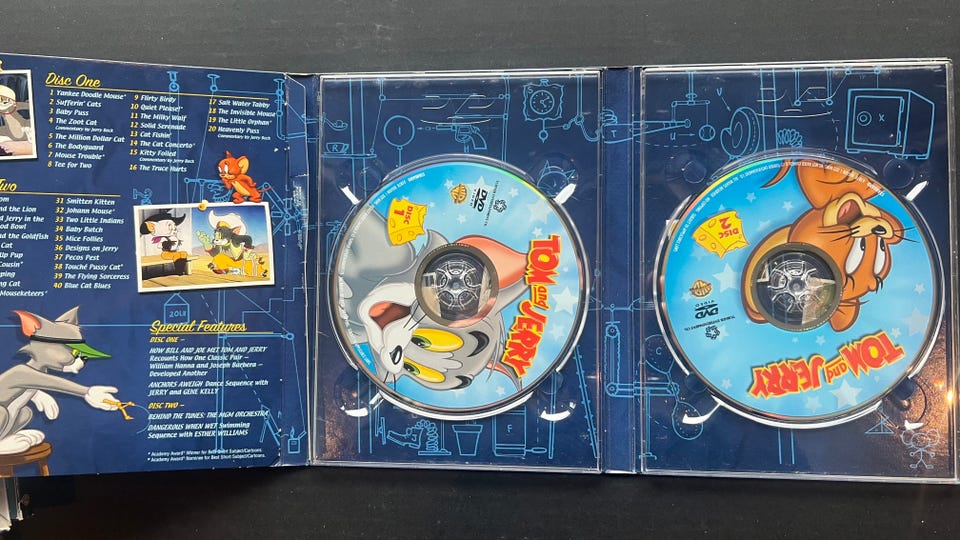 Disc One
1 Yankee Doodle Mouse*
2 Sufferin' Cats
3 Baby Puss
4 The Zoot Cat
Commentary by Jerry Beck
5 The Million Dollar Cat
6 The Bodyguard
7 Mouse Trouble*
8 Tee for Two
9 Flirty Birdy
10 Quiet Please!*
11 The Milky Waif
12 Solid Serenade
13 Cat Fishin'
14 The Cat Concerto*
15 Kitty Foiled
Commentary by Jerry Beck
16 The Truce Hurts
17 Salt Water Tabby
18 The Invisible Mouse
19 The Little Orphan*
20 Heavenly Puss
Commentary by Jerry Beck
Two
and the Lion
and Jerry in the
Bowl
and the Goldfish
Cat
Pup
Cousin*
Cat
Mouseketeers*
31 Smitten Kitten
32 Johann Mouse*
33 Two Little Indians
34 Baby Butch
35 Mice Follies
36 Designs on Jerry
37 Pecos Pest
38 Touché Pussy Cat*
39 The Flying Sorceress
40 Blue Cat Blues
Special Features
DISC ONE –
HOW BILL AND JOE MET TOM AND JERRY
Recounts How One Classic Pair –
William Hanna and Joseph Barbera –
Developed Another
ANCHORS AWEIGH Dance Sequence with
JERRY and GENE KELLY
DISC TWO –
BEHIND THE TUNES: THE MGM ORCHESTRA
DANGEROUS WHEN WET Swimming
Sequence with ESTHER WILLIAMS
* Academy Award® Winner for Best Short Subject/Cartoons.
DISC 1
DVD
VIDEO
TOM and JERRY
DISC 2
DVD
VIDEO
TOM and JERRY